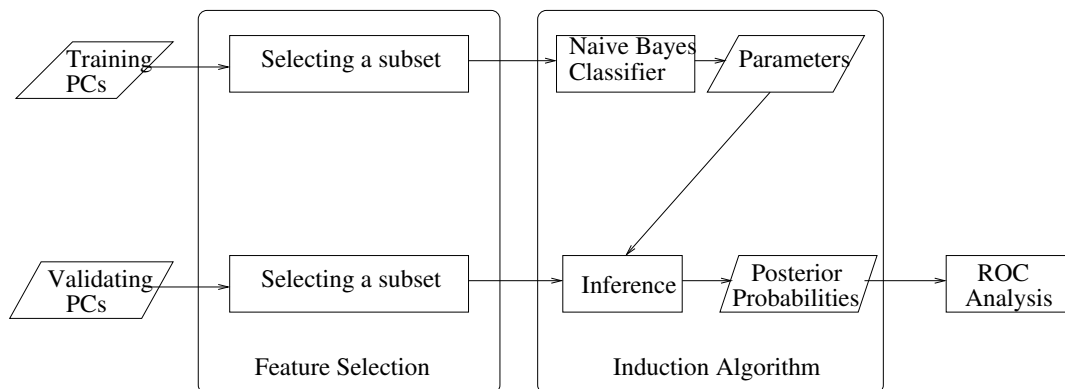 Training
PCs
Selecting a subset
Naive Bayes
Classifier
Parameters
Validating
PCs
Selecting a subset
Inference
Posterior
Probabilities
ROC
Analysis
Feature Selection
Induction Algorithm